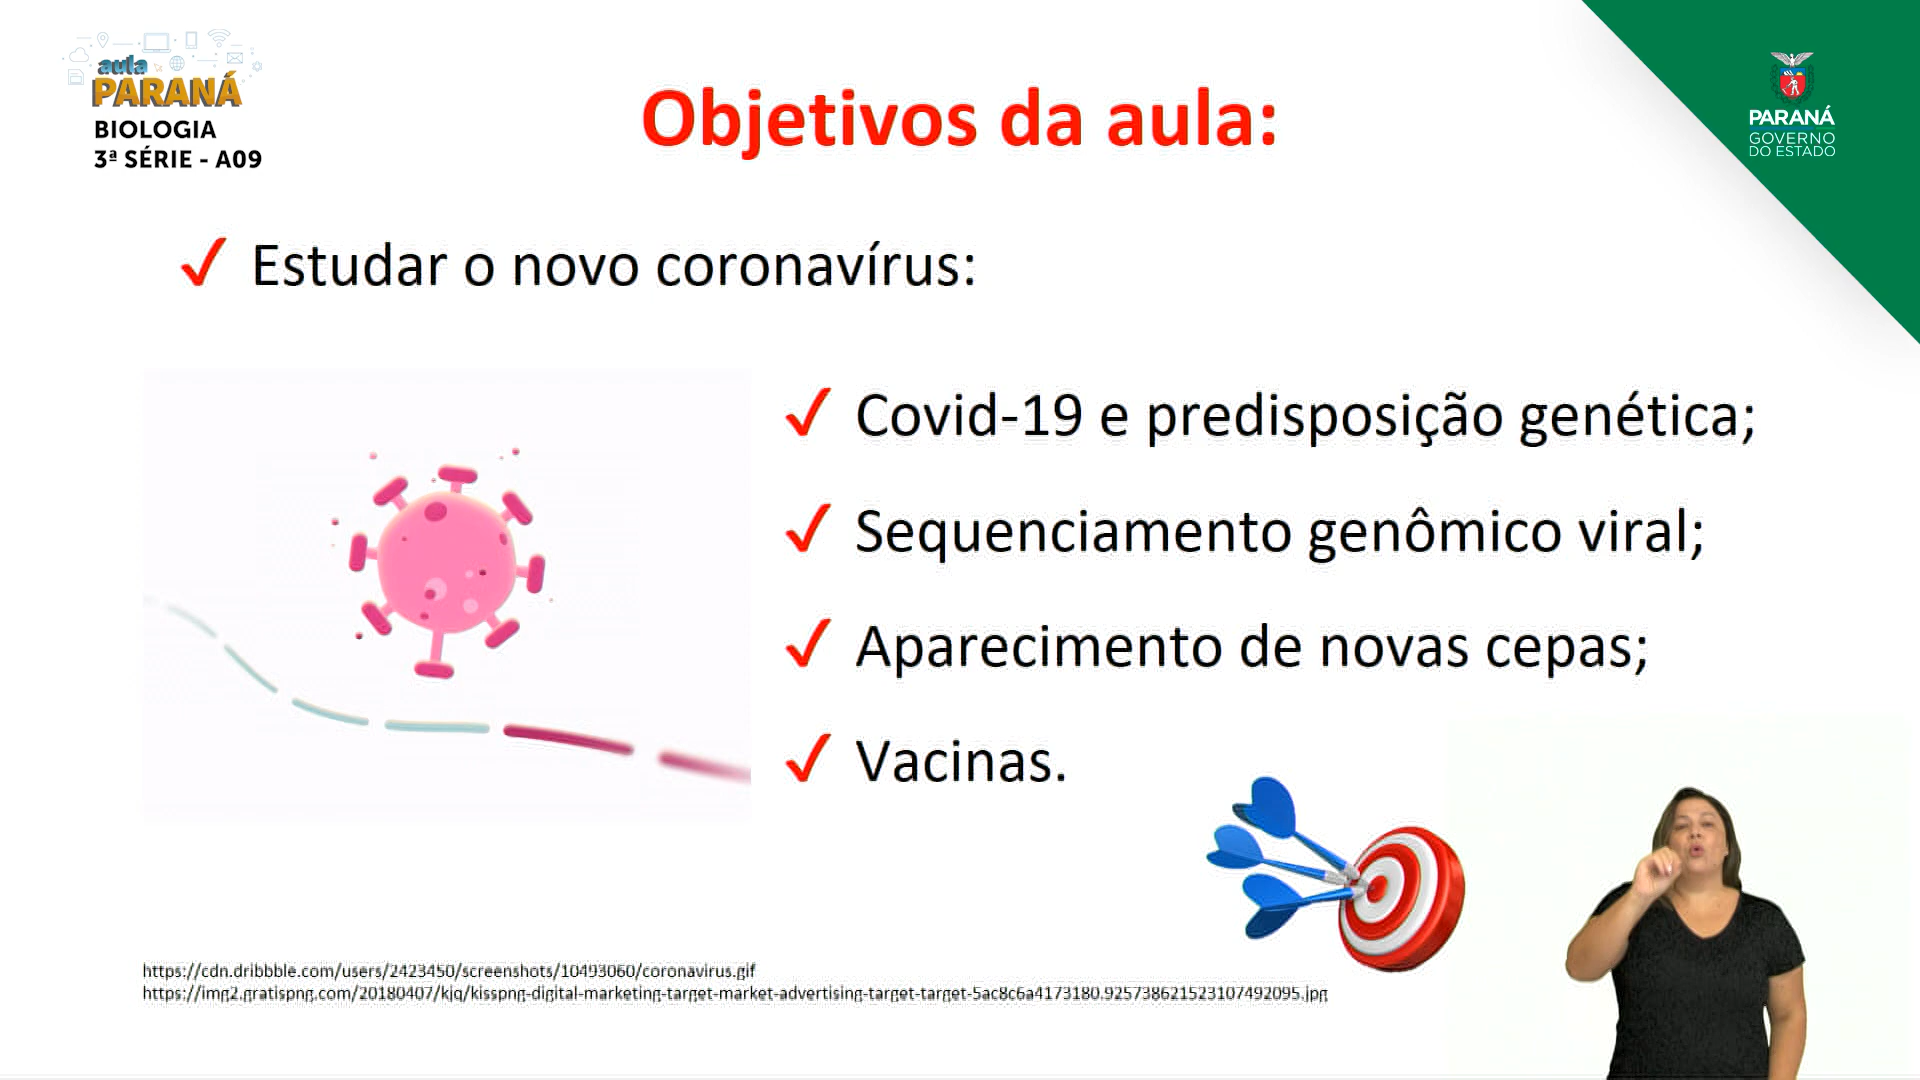 aula
PARANÁ
BIOLOGIA
3ª SÉRIE - A09
Objetivos da aula:
PARANÁ
GOVERNO
DO ESTADO
✓ Estudar o novo coronavírus:
✓ Covid-19 e predisposição genética;
✓ Sequenciamento genômico viral;
✓ Aparecimento de novas cepas;
✓ Vacinas.
https://cdn.dribbble.com/users/2423450/screenshots/10493060/coronavirus.gif
https://img2.gratispng.com/20180407/kjq/kisspng-digital-marketing-target-market-advertising-target-target-5ac8c6a4173180.925738621523107492095.jpg